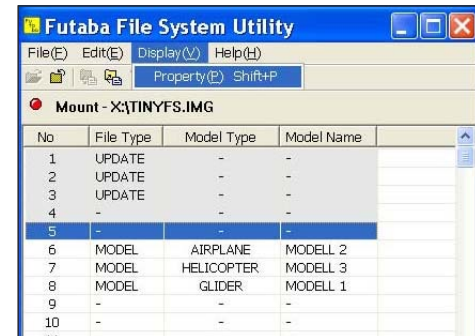 Futaba File System Utility
File(F) Edit(E) Display(V) Help(H)
Property(P) Shift+P
Mount - X:\TINYFS.IMG
No File Type Model Type Model Name
1 UPDATE - -
2 UPDATE - -
3 UPDATE - -
4 - - -
5 - - -
6 MODEL AIRPLANE MODELL 2
7 MODEL HELICOPTER MODELL 3
8 MODEL GLIDER MODELL 1
9 - - -
10 - - -